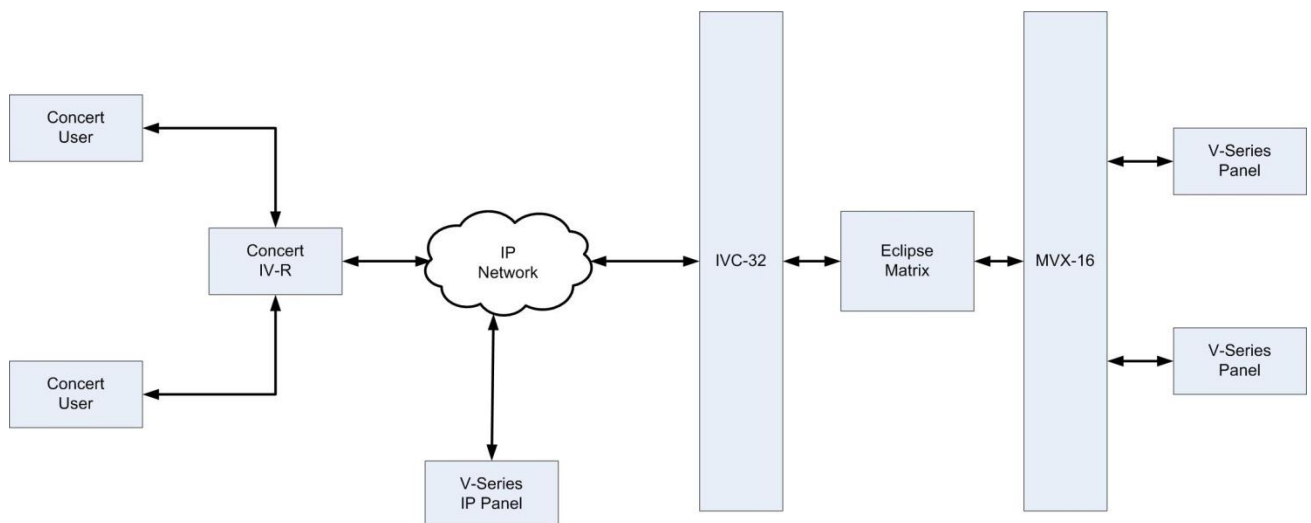 Concert
User
Concert
IV-R
Concert
User
IP
Network
V-Series
IP Panel
IVC-32
Eclipse
Matrix
MVX-16
V-Series
Panel
V-Series
Panel